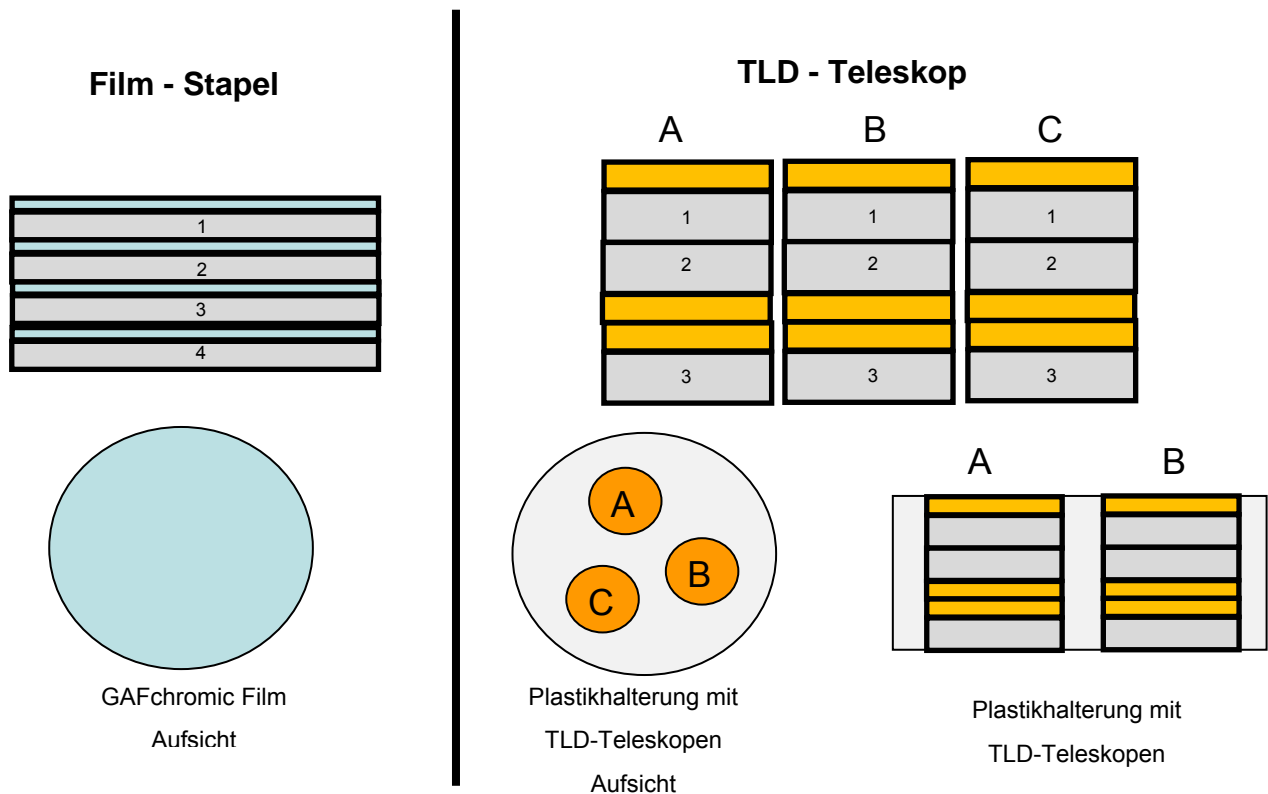 Film - Stapel
1
2
3
4
GAFchromic Film
Aufsicht
TLD - Teleskop
A B C
1 1 1
2 2 2
3 3 3
A
B
C
Plastikhalterung mit
TLD-Teleskopen
Aufsicht
A B
Plastikhalterung mit
TLD-Teleskopen